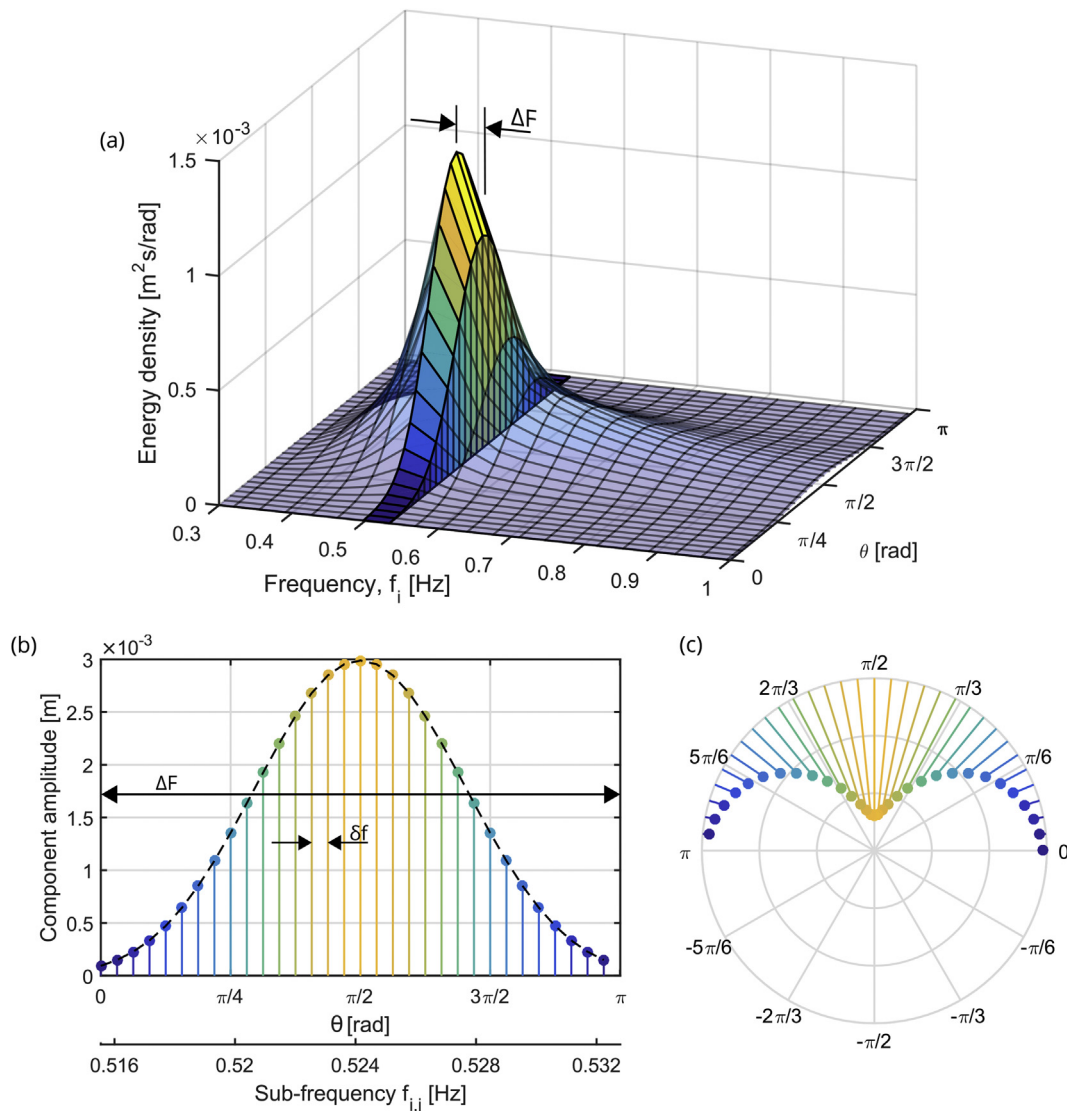 (a)
×10⁻³
ΔF
1.5
1
0.5
0
Energy density [m²s/rad]
0.3
0.4
0.5
0.6
0.7
0.8
0.9
1
Frequency, fᵢ [Hz]
0
π/4
π/2
3π/2
π
θ [rad]
(b)
×10⁻³
3
2.5
2
1.5
1
0.5
0
Component amplitude [m]
ΔF
δf
0
π/4
π/2
3π/2
π
θ [rad]
0.516
0.52
0.524
0.528
0.532
Sub-frequency fᵢ,ⱼ [Hz]
(c)
π/2
2π/3
π/3
5π/6
π/6
π
0
-5π/6
-π/6
-2π/3
-π/3
-π/2